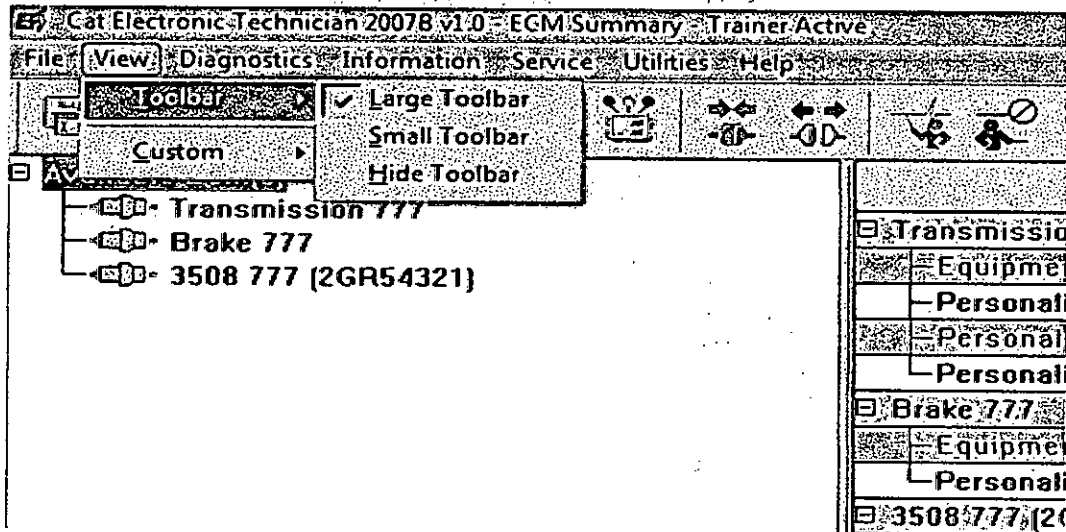 Cat Electronic Technician 2007B v1.0 - ECM Summary - Trainer Active
File View Diagnostics Information Service Utilities Help
Toolbar
Custom
Large Toolbar
Small Toolbar
Hide Toolbar
Transmission 777
Brake 777
3508 777 (2GR54321)
Transmissio
Equipme
Personali
Personal
Personali
Brake 777
Equipme
Personali
3508 777 (2G